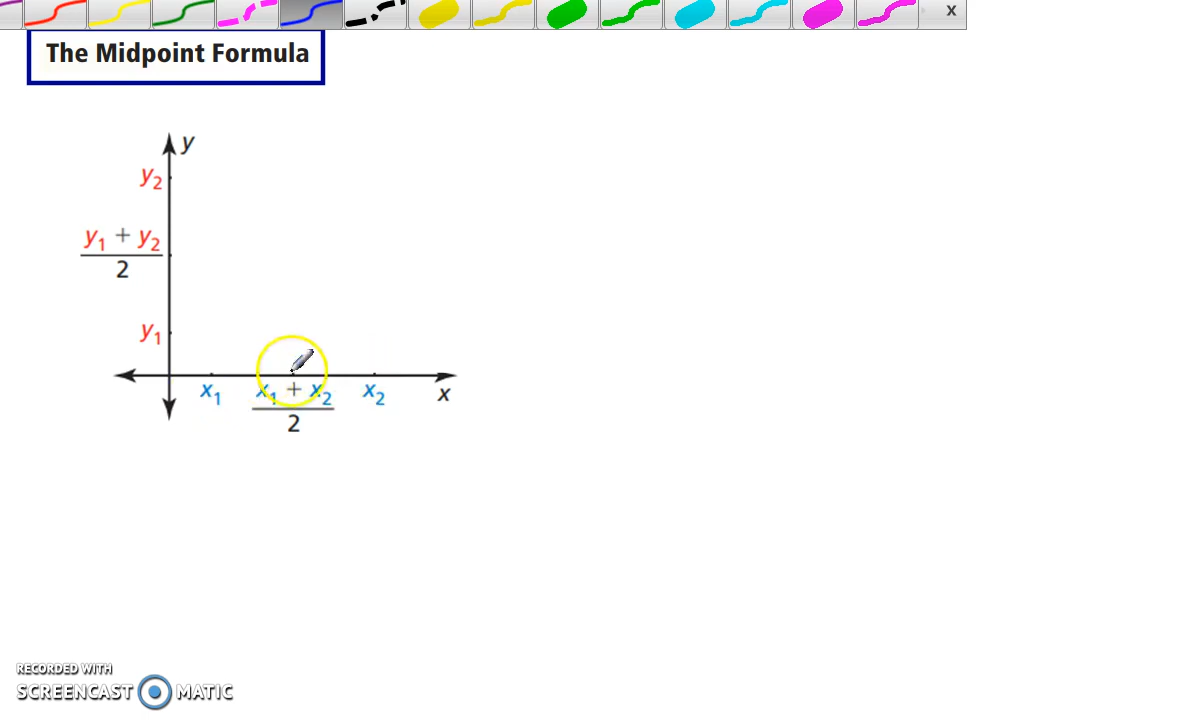 x
The Midpoint Formula
y
y₂
y₁ + y₂
2
y₁
x₁
x₁ + x₂
2
x₂
x
RECORDED WITH
SCREENCAST MATIC